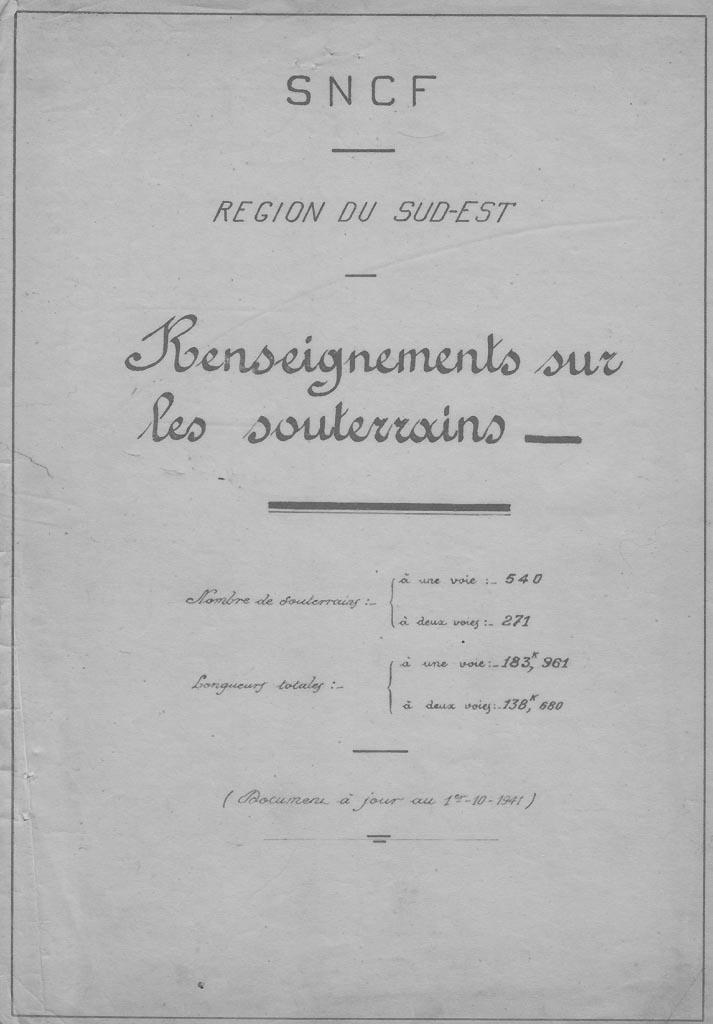 SNCF
REGION DU SUD-EST
Renseignements sur
les souterrains
Nombre de souterrains :
à une voie : 540
à deux voies : 271
Longueurs totales :
à une voie : 183,ᴷ 961
à deux voies : 138,ᴷ 680
(Document à jour au 1er-10-1941)